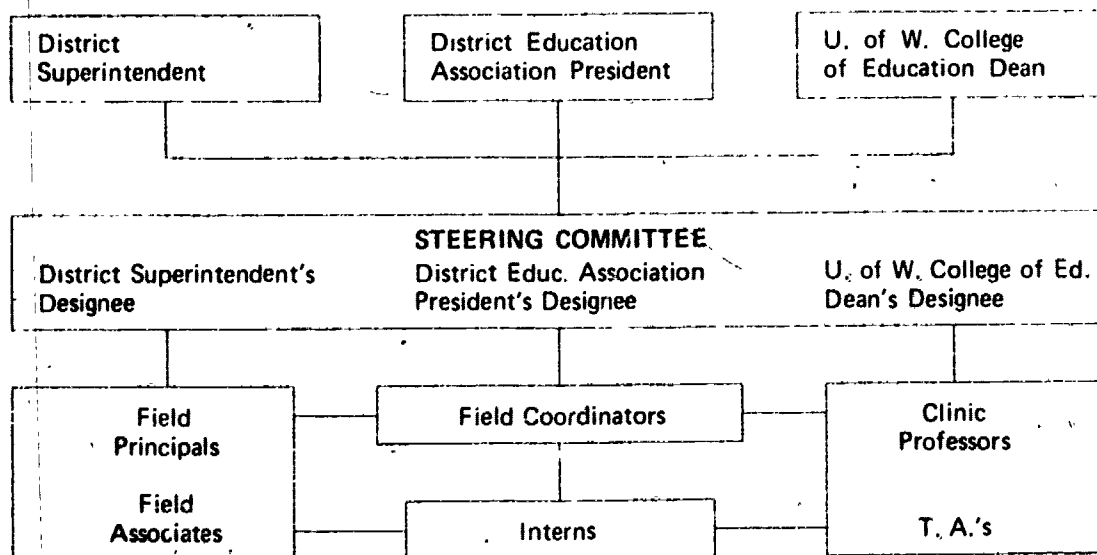 District
Superintendent
District Education
Association President
U. of W. College
of Education Dean
STEERING COMMITTEE
District Superintendent's
Designee
District Educ. Association
President's Designee
U. of W. College of Ed.
Dean's Designee
Field
Principals
Field
Associates
Field Coordinators
Interns
Clinic
Professors
T. A.'s